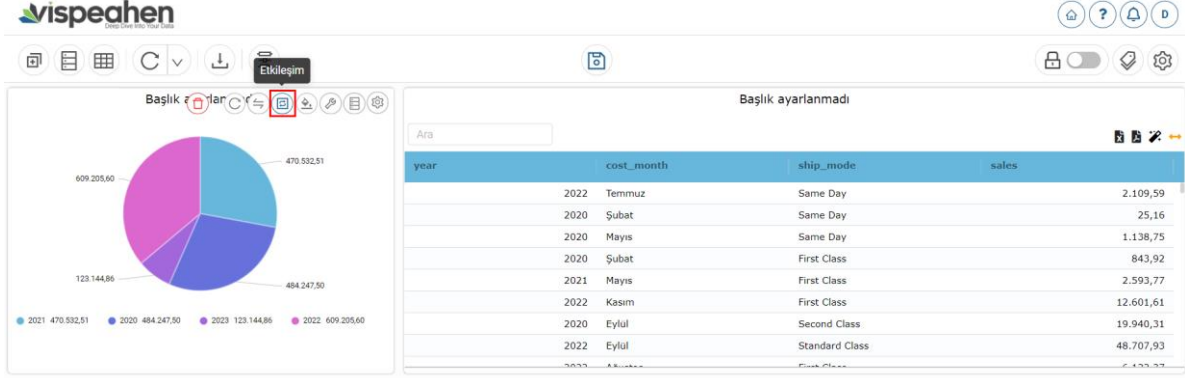 vispeahen
Deep Dive Into Your Data
?
D
Etkileşim
Başlık
470.532,51
609.205,60
123.144,86
484.247,50
2021 470.532,51 2020 484.247,50 2023 123.144,86 2022 609.205,60
Başlık ayarlanmadı
Ara
year cost_month ship_mode sales
2022 Temmuz Same Day 2.109,59
2020 Şubat Same Day 25,16
2020 Mayıs Same Day 1.138,75
2020 Şubat First Class 843,92
2021 Mayıs First Class 2.593,77
2022 Kasım First Class 12.601,61
2020 Eylül Second Class 19.940,31
2022 Eylül Standard Class 48.707,93